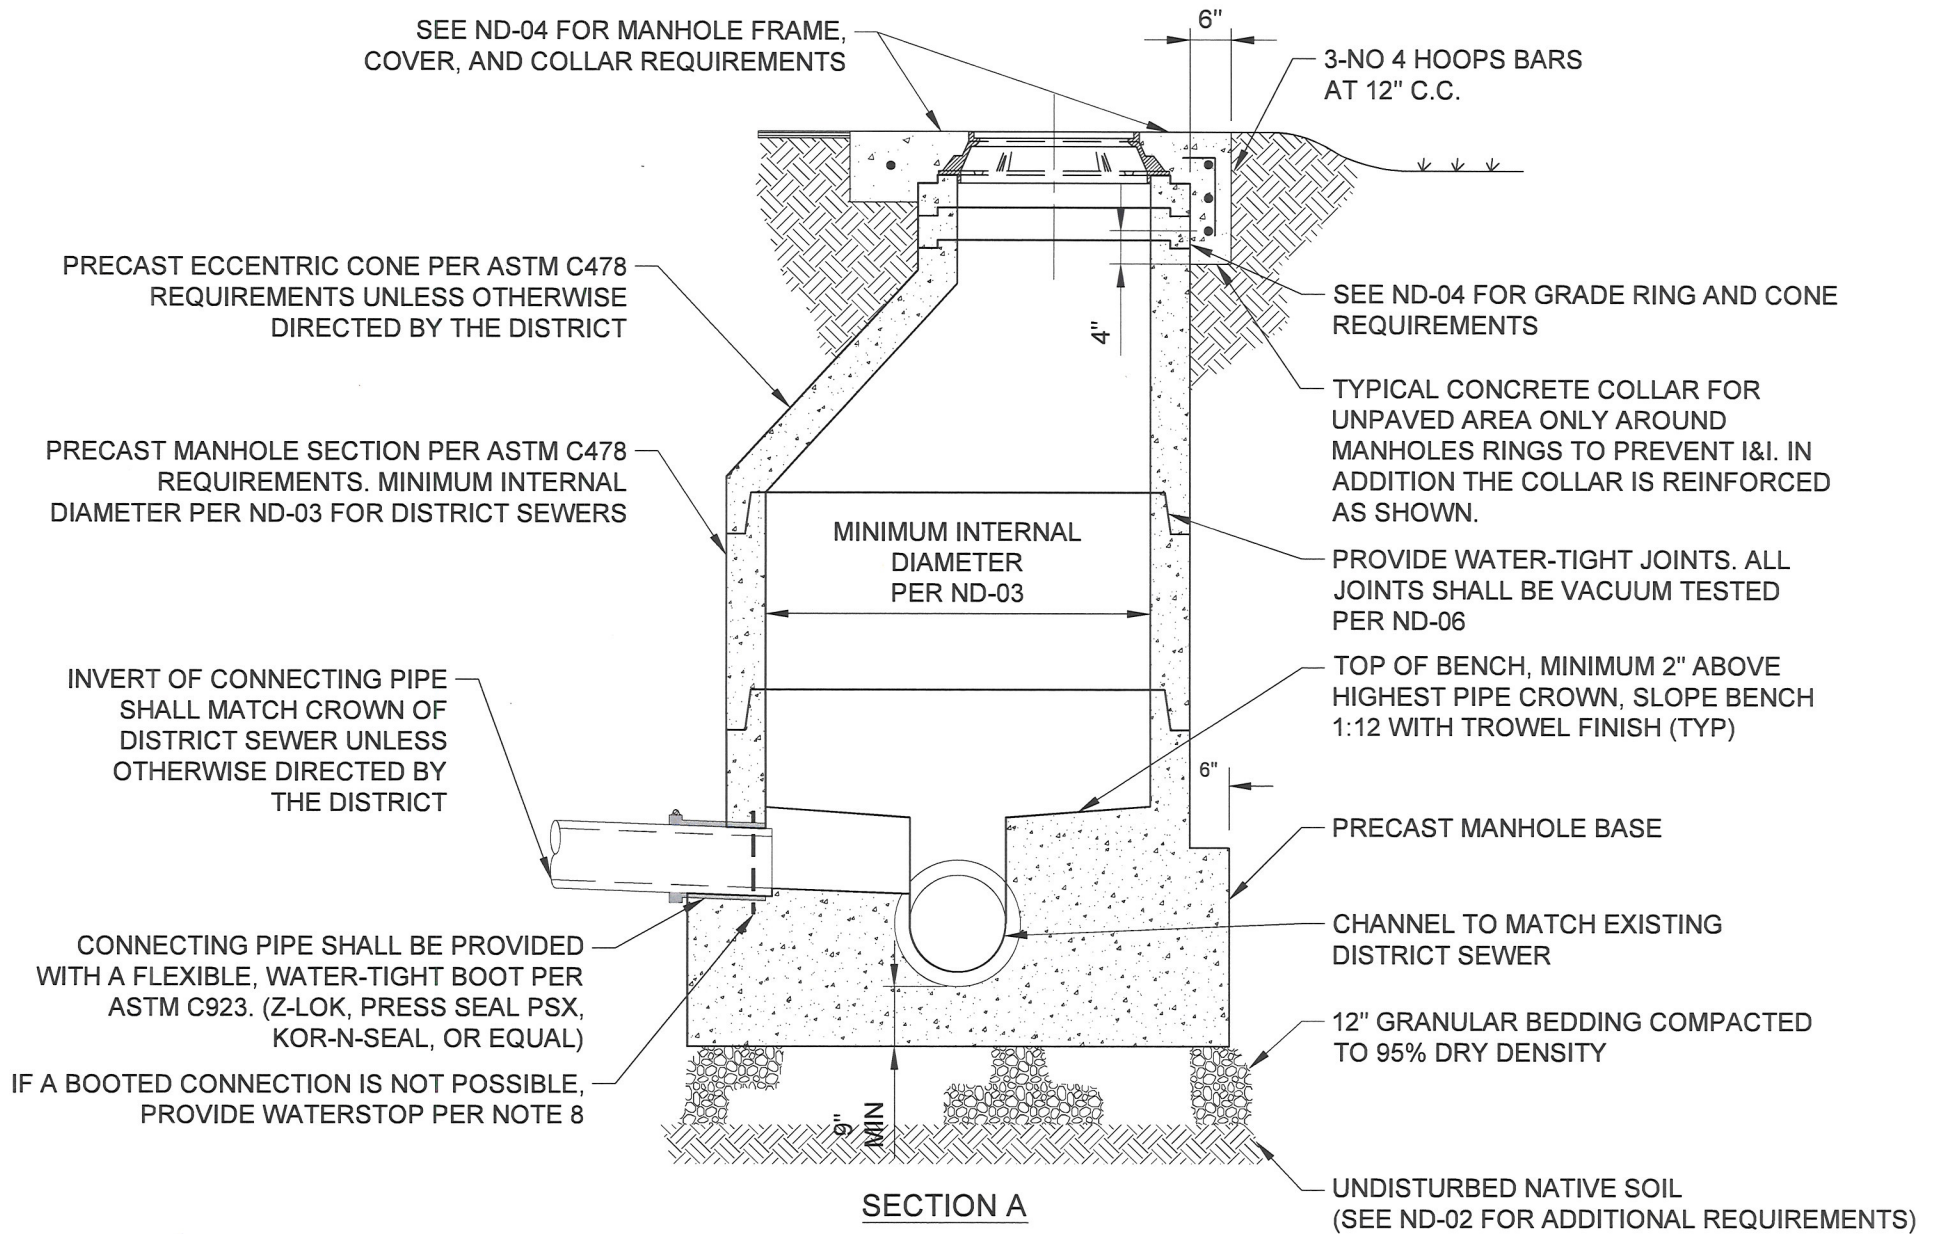 SEE ND-04 FOR MANHOLE FRAME,
COVER, AND COLLAR REQUIREMENTS
6"
3-NO 4 HOOPS BARS
AT 12" C.C.
PRECAST ECCENTRIC CONE PER ASTM C478
REQUIREMENTS UNLESS OTHERWISE
DIRECTED BY THE DISTRICT
4"
SEE ND-04 FOR GRADE RING AND CONE
REQUIREMENTS
TYPICAL CONCRETE COLLAR FOR
UNPAVED AREA ONLY AROUND
MANHOLES RINGS TO PREVENT I&I. IN
ADDITION THE COLLAR IS REINFORCED
AS SHOWN.
PRECAST MANHOLE SECTION PER ASTM C478
REQUIREMENTS. MINIMUM INTERNAL
DIAMETER PER ND-03 FOR DISTRICT SEWERS
MINIMUM INTERNAL
DIAMETER
PER ND-03
PROVIDE WATER-TIGHT JOINTS. ALL
JOINTS SHALL BE VACUUM TESTED
PER ND-06
INVERT OF CONNECTING PIPE
SHALL MATCH CROWN OF
DISTRICT SEWER UNLESS
OTHERWISE DIRECTED BY
THE DISTRICT
TOP OF BENCH, MINIMUM 2" ABOVE
HIGHEST PIPE CROWN, SLOPE BENCH
1:12 WITH TROWEL FINISH (TYP)
6"
PRECAST MANHOLE BASE
CHANNEL TO MATCH EXISTING
DISTRICT SEWER
CONNECTING PIPE SHALL BE PROVIDED
WITH A FLEXIBLE, WATER-TIGHT BOOT PER
ASTM C923. (Z-LOK, PRESS SEAL PSX,
KOR-N-SEAL, OR EQUAL)
12" GRANULAR BEDDING COMPACTED
TO 95% DRY DENSITY
IF A BOOTED CONNECTION IS NOT POSSIBLE,
PROVIDE WATERSTOP PER NOTE 8
9"
MIN
UNDISTURBED NATIVE SOIL
(SEE ND-02 FOR ADDITIONAL REQUIREMENTS)
SECTION A